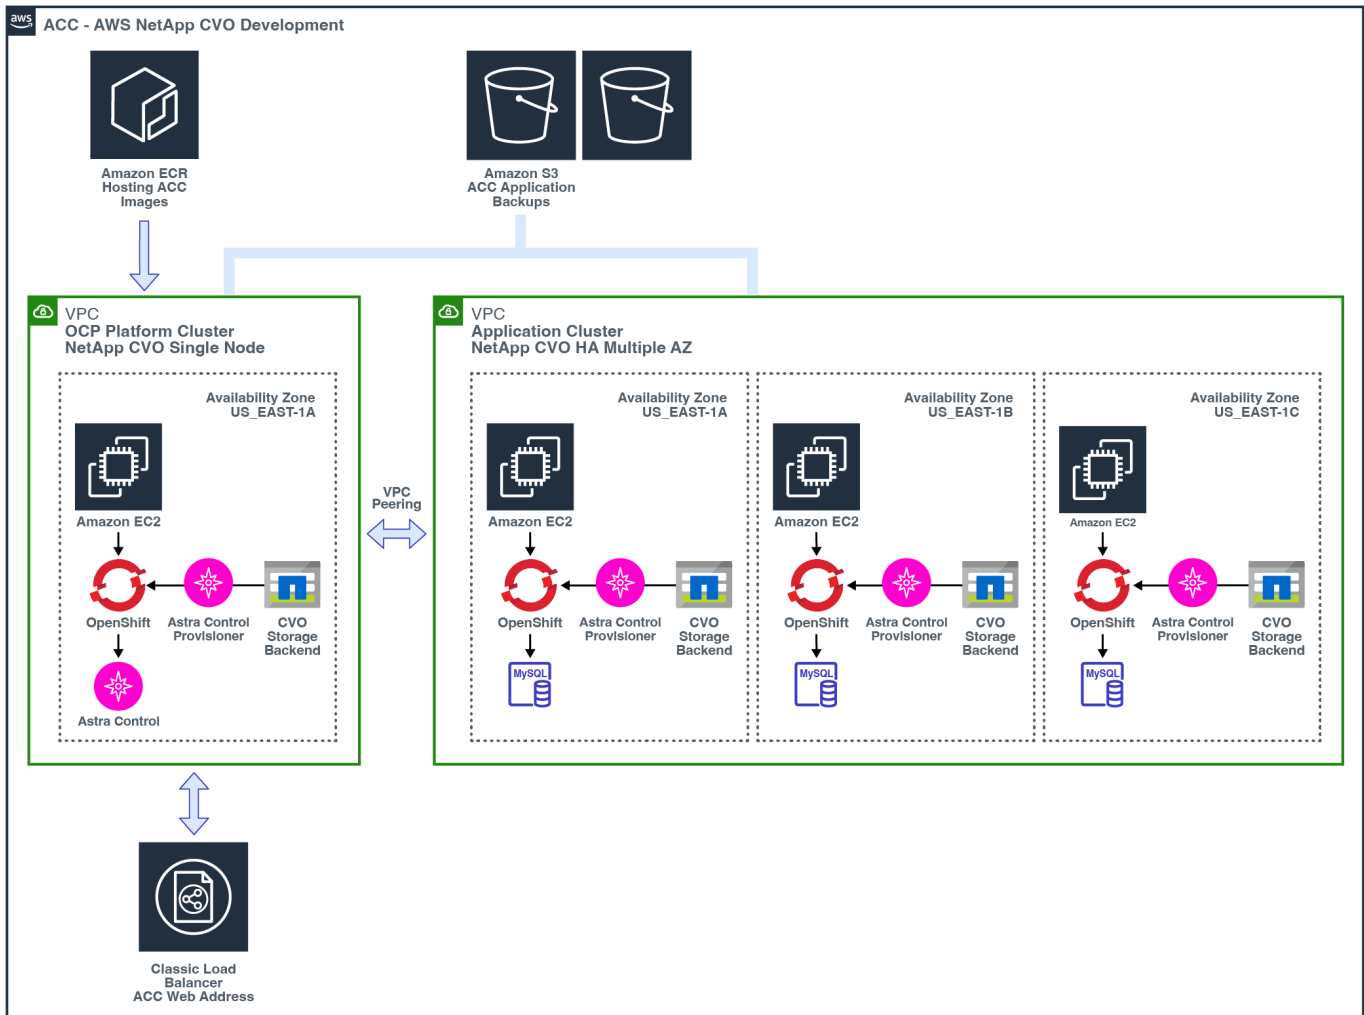 aws
ACC - AWS NetApp CVO Development
Amazon ECR
Hosting ACC
Images
Amazon S3
ACC Application
Backups
VPC
OCP Platform Cluster
NetApp CVO Single Node
Availability Zone
US_EAST-1A
Amazon EC2
OpenShift
Astra Control
Provisioner
CVO
Storage
Backend
Astra Control
VPC
Peering
VPC
Application Cluster
NetApp CVO HA Multiple AZ
Availability Zone
US_EAST-1A
Amazon EC2
OpenShift
Astra Control
Provisioner
CVO
Storage
Backend
MySQL
Availability Zone
US_EAST-1B
Amazon EC2
OpenShift
Astra Control
Provisioner
CVO
Storage
Backend
MySQL
Availability Zone
US_EAST-1C
Amazon EC2
OpenShift
Astra Control
Provisioner
CVO
Storage
Backend
MySQL
Classic Load
Balancer
ACC Web Address